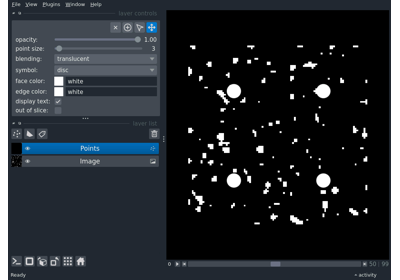 File View Plugins Window Help
layer controls
opacity: 1.00
point size: 3
blending: translucent
symbol: disc
face color: white
edge color: white
display text: ✓
out of slice:
layer list
Points
Image
50 99
Ready
activity